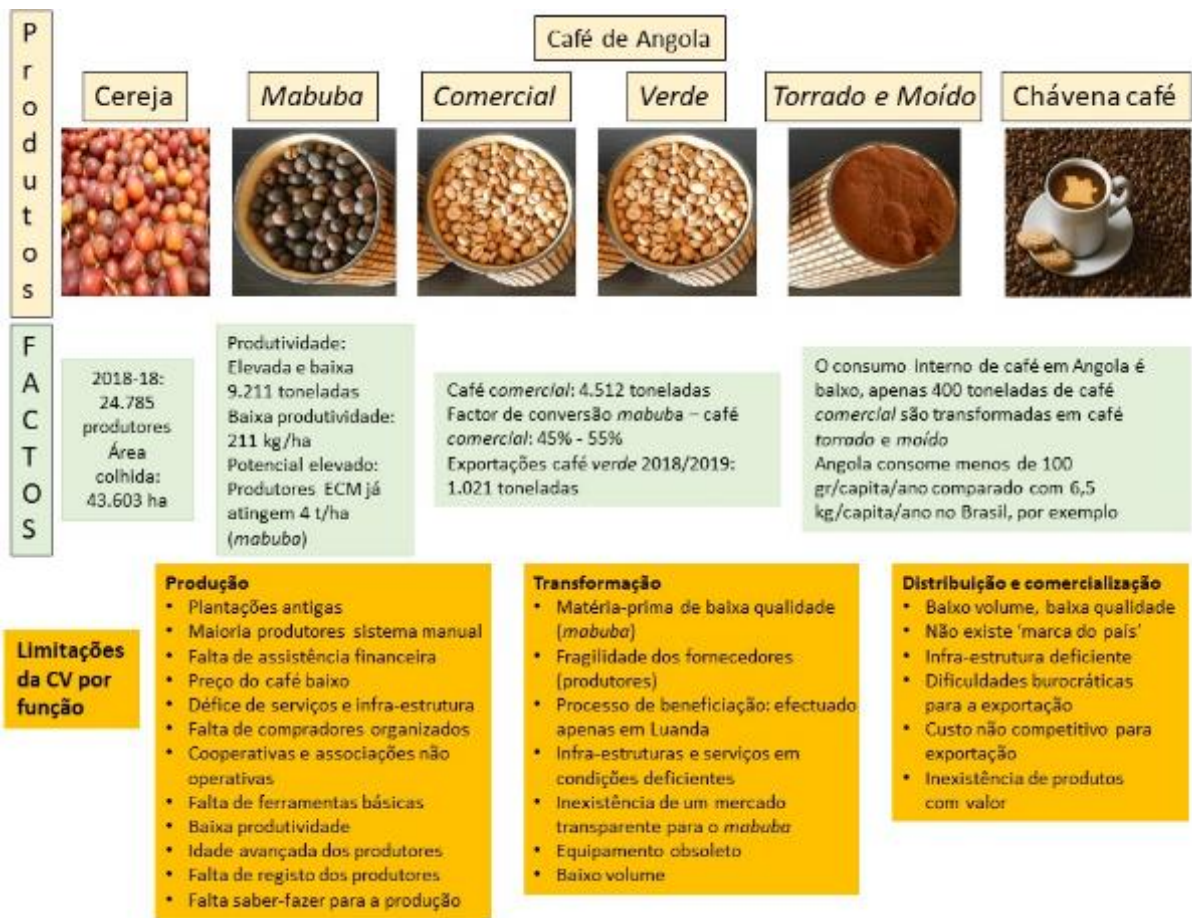 Produtos
Café de Angola
Cereja
Mabuba
Comercial
Verde
Torrado e Moído
Chávena café
FACTOS
2018-18:
24.785
produtores
Área
colhida:
43.603 ha
Produtividade:
Elevada e baixa
9.211 toneladas
Baixa produtividade:
211 kg/ha
Potencial elevado:
Produtores ECM já
atingem 4 t/ha
(mabuba)
Café comercial: 4.512 toneladas
Factor de conversão mabuba – café
comercial: 45% - 55%
Exportações café verde 2018/2019:
1.021 toneladas
O consumo Interno de café em Angola é
baixo, apenas 400 toneladas de café
comercial são transformadas em café
torrado e moído
Angola consome menos de 100
gr/capita/ano comparado com 6,5
kg/capita/ano no Brasil, por exemplo
Limitações
da CV por
função
Produção
• Plantações antigas
• Maioria produtores sistema manual
• Falta de assistência financeira
• Preço do café baixo
• Défice de serviços e infra-estrutura
• Falta de compradores organizados
• Cooperativas e associações não
operativas
• Falta de ferramentas básicas
• Baixa produtividade
• Idade avançada dos produtores
• Falta de registo dos produtores
• Falta saber-fazer para a produção
Transformação
• Matéria-prima de baixa qualidade
(mabuba)
• Fragilidade dos fornecedores
(produtores)
• Processo de beneficiação: efectuado
apenas em Luanda
• Infra-estruturas e serviços em
condições deficientes
• Inexistência de um mercado
transparente para o mabuba
• Equipamento obsoleto
• Baixo volume
Distribuição e comercialização
• Baixo volume, baixa qualidade
• Não existe ‘marca do país’
• Infra-estrutura deficiente
• Dificuldades burocráticas
para a exportação
• Custo não competitivo para
exportação
• Inexistência de produtos
com valor